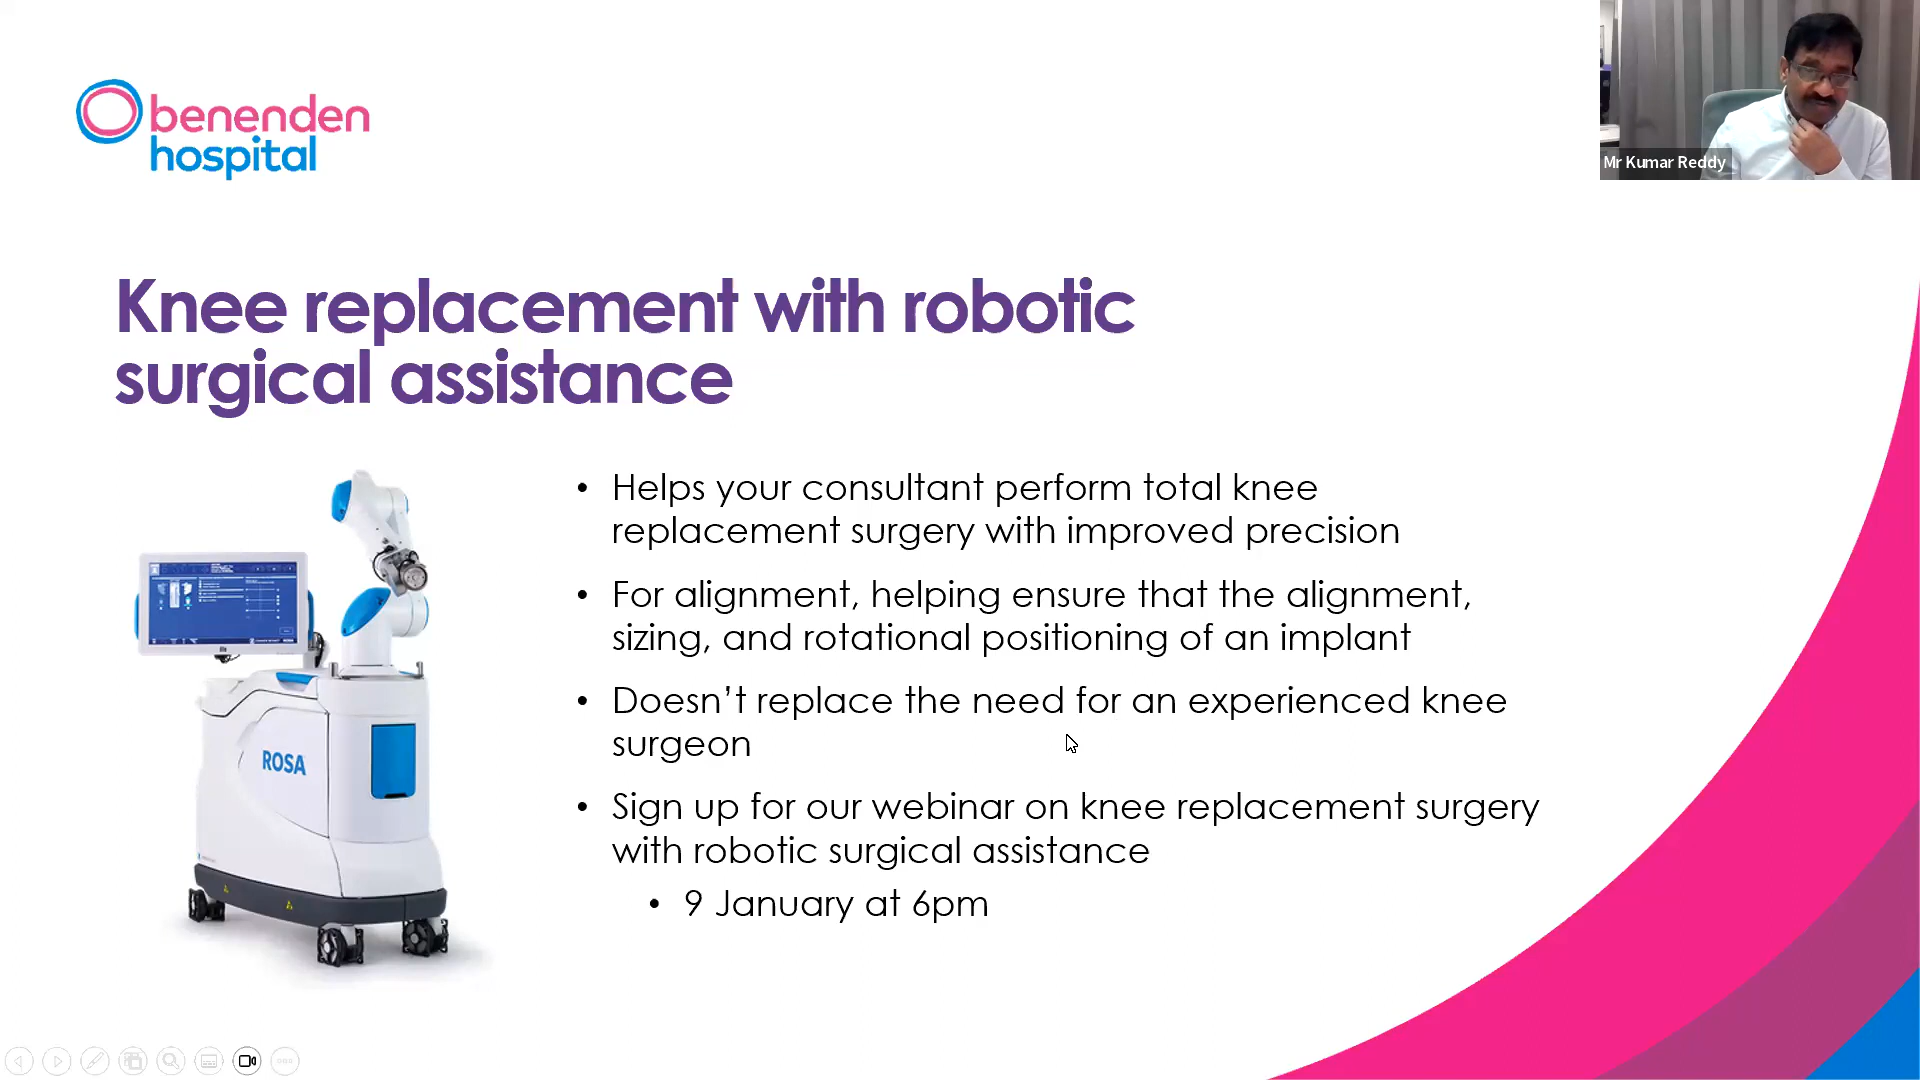 benenden
hospital
Mr Kumar Reddy
Knee replacement with robotic
surgical assistance
• Helps your consultant perform total knee
replacement surgery with improved precision
• For alignment, helping ensure that the alignment,
sizing, and rotational positioning of an implant
• Doesn’t replace the need for an experienced knee
surgeon
• Sign up for our webinar on knee replacement surgery
with robotic surgical assistance
• 9 January at 6pm
ROSA